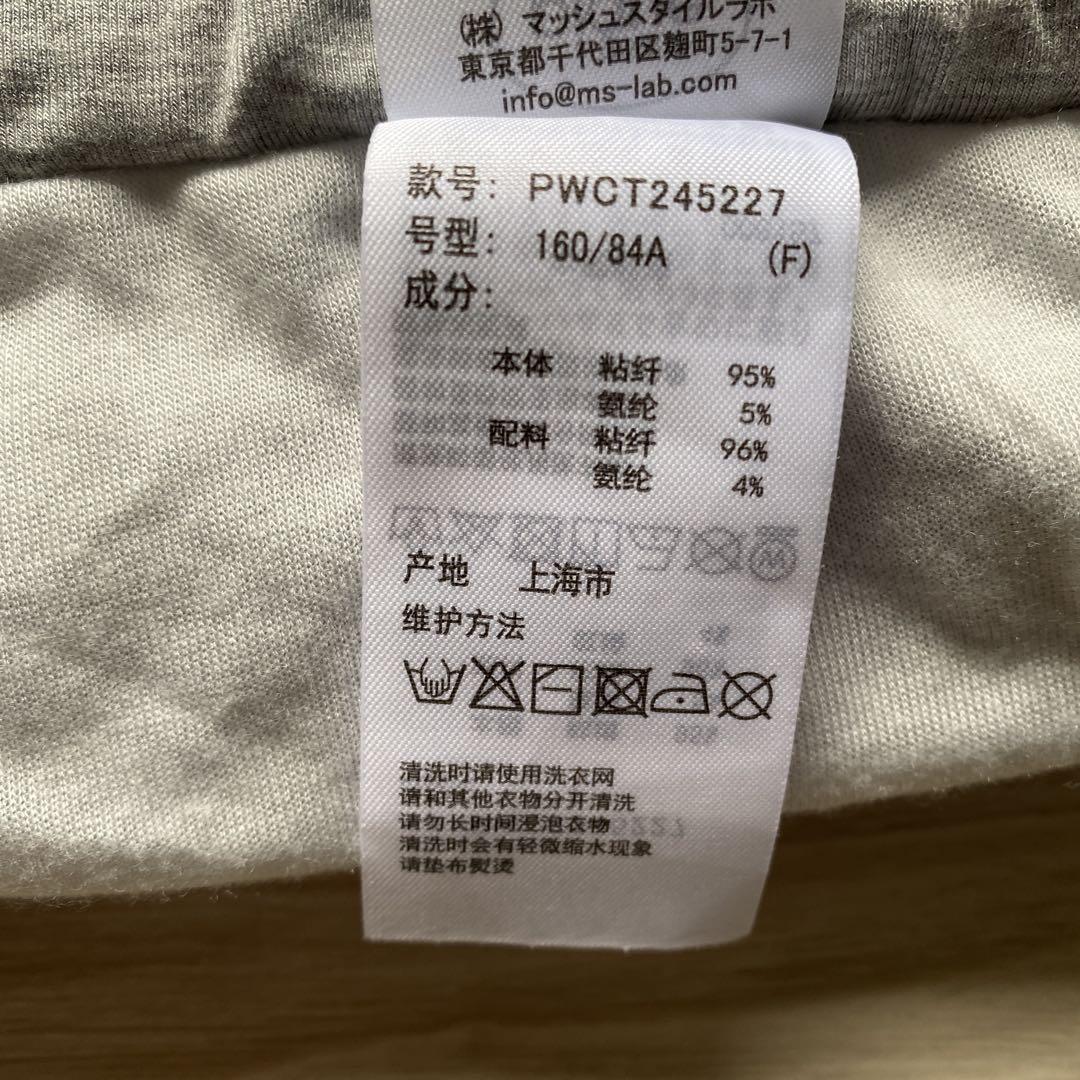 (株) マッシュスタイルラボ
東京都千代田区麹町5-7-1
info@ms-lab.com
款号: PWCT245227
号型: 160/84A (F)
成分:
本体 粘纤 95%
氨纶 5%
配料 粘纤 96%
氨纶 4%
产地 上海市
维护方法
清洗时请使用洗衣网
请和其他衣物分开清洗
请勿长时间浸泡衣物
清洗时会有轻微缩水现象
请垫布熨烫